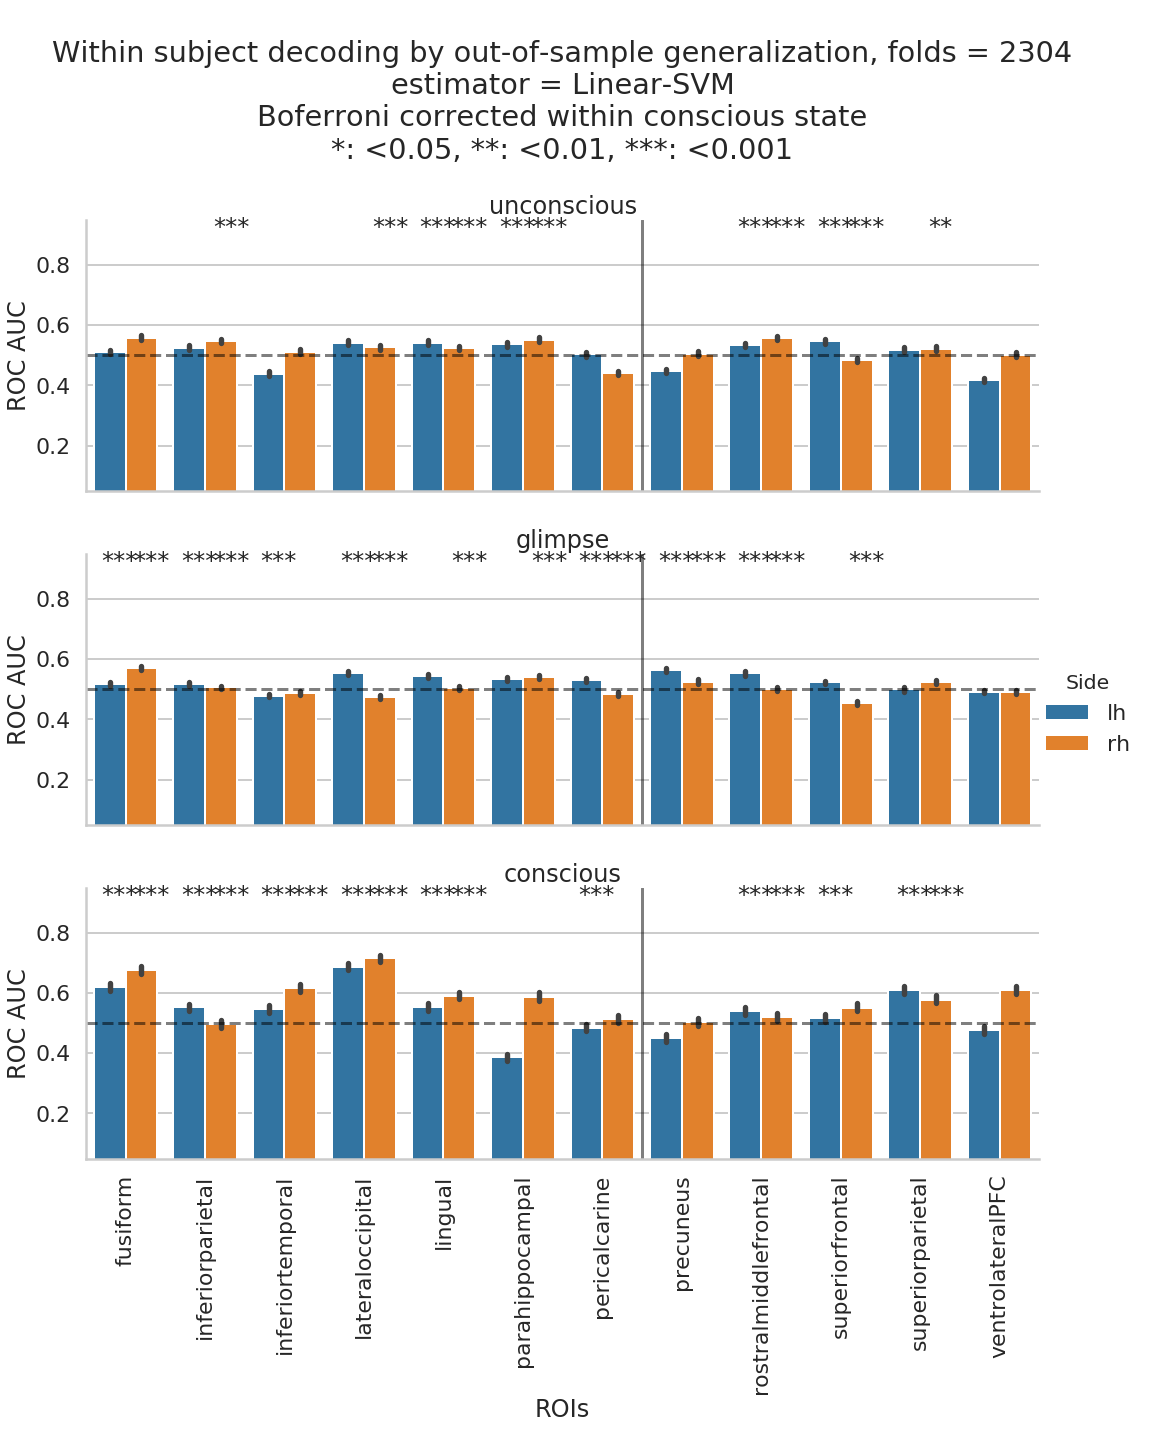 Within subject decoding by out-of-sample generalization, folds = 2304
estimator = Linear-SVM
Boferroni corrected within conscious state
*: <0.05, **: <0.01, ***: <0.001
unconscious
*** *** *** *** *** *** *** *** *** *** **
ROC AUC
0.8
0.6
0.4
0.2
glimpse
*** *** *** *** *** *** *** *** *** *** *** *** *** *** *** ***
ROC AUC
0.8
0.6
0.4
0.2
Side
lh
rh
conscious
*** *** *** *** *** *** *** *** *** *** *** *** *** *** *** ***
ROC AUC
0.8
0.6
0.4
0.2
fusiform
inferiorparietal
inferiortemporal
lateraloccipital
lingual
parahippocampal
pericalcarine
precuneus
rostralmiddlefrontal
superiorfrontal
superiorparietal
ventrolateralPFC
ROIs